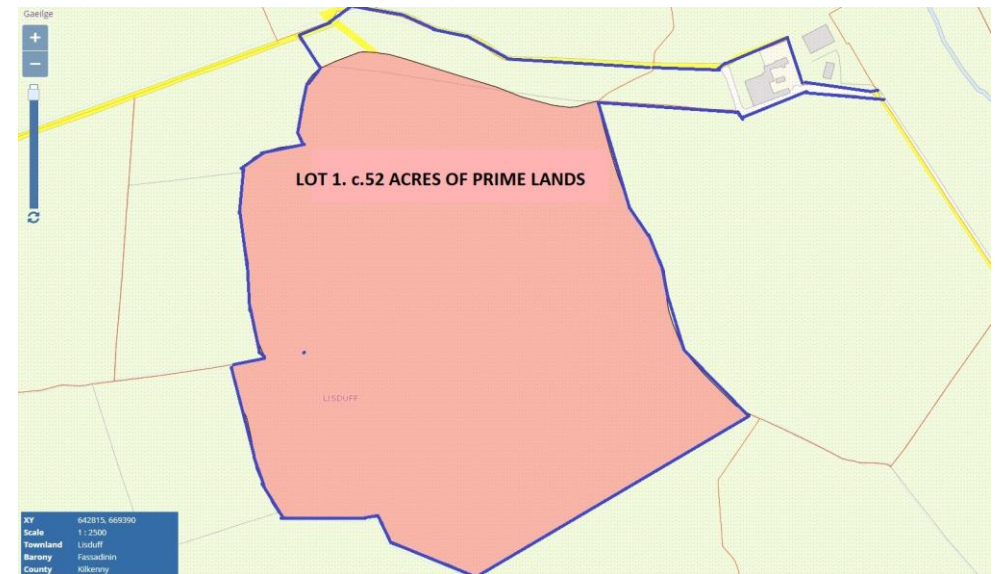 Gaeilge
+
−
LOT 1. c.52 ACRES OF PRIME LANDS
LISDUFF
XY 642815, 669390
Scale 1 : 2500
Townland Lisduff
Barony Fassadinin
County Kilkenny